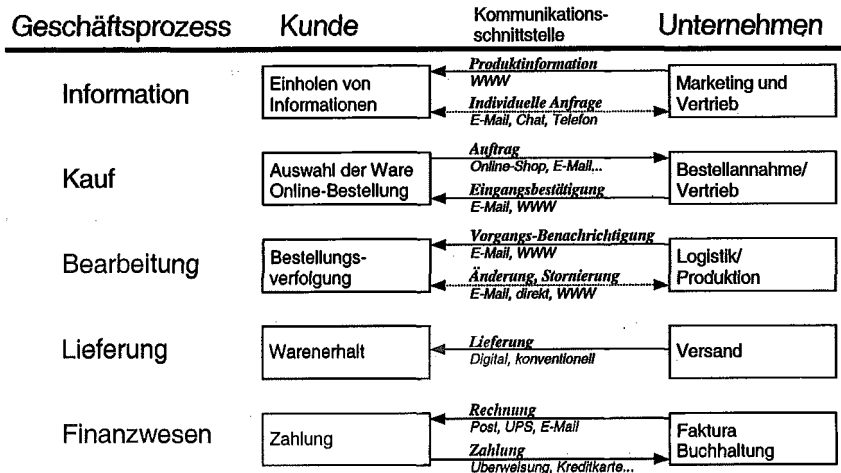 Geschäftsprozess Kunde Kommunikations-
schnittstelle Unternehmen
Information
Einholen von
Informationen
Produktinformation
WWW
Individuelle Anfrage
E-Mail, Chat, Telefon
Marketing und
Vertrieb
Kauf
Auswahl der Ware
Online-Bestellung
Auftrag
Online-Shop, E-Mail,..
Eingangsbestätigung
E-Mail, WWW
Bestellannahme/
Vertrieb
Bearbeitung
Bestellungs-
verfolgung
Vorgangs-Benachrichtigung
E-Mail, WWW
Änderung, Stornierung
E-Mail, direkt, WWW
Logistik/
Produktion
Lieferung
Warenerhalt
Lieferung
Digital, konventionell
Versand
Finanzwesen
Zahlung
Rechnung
Post, UPS, E-Mail
Zahlung
Überweisung, Kreditkarte...
Faktura
Buchhaltung